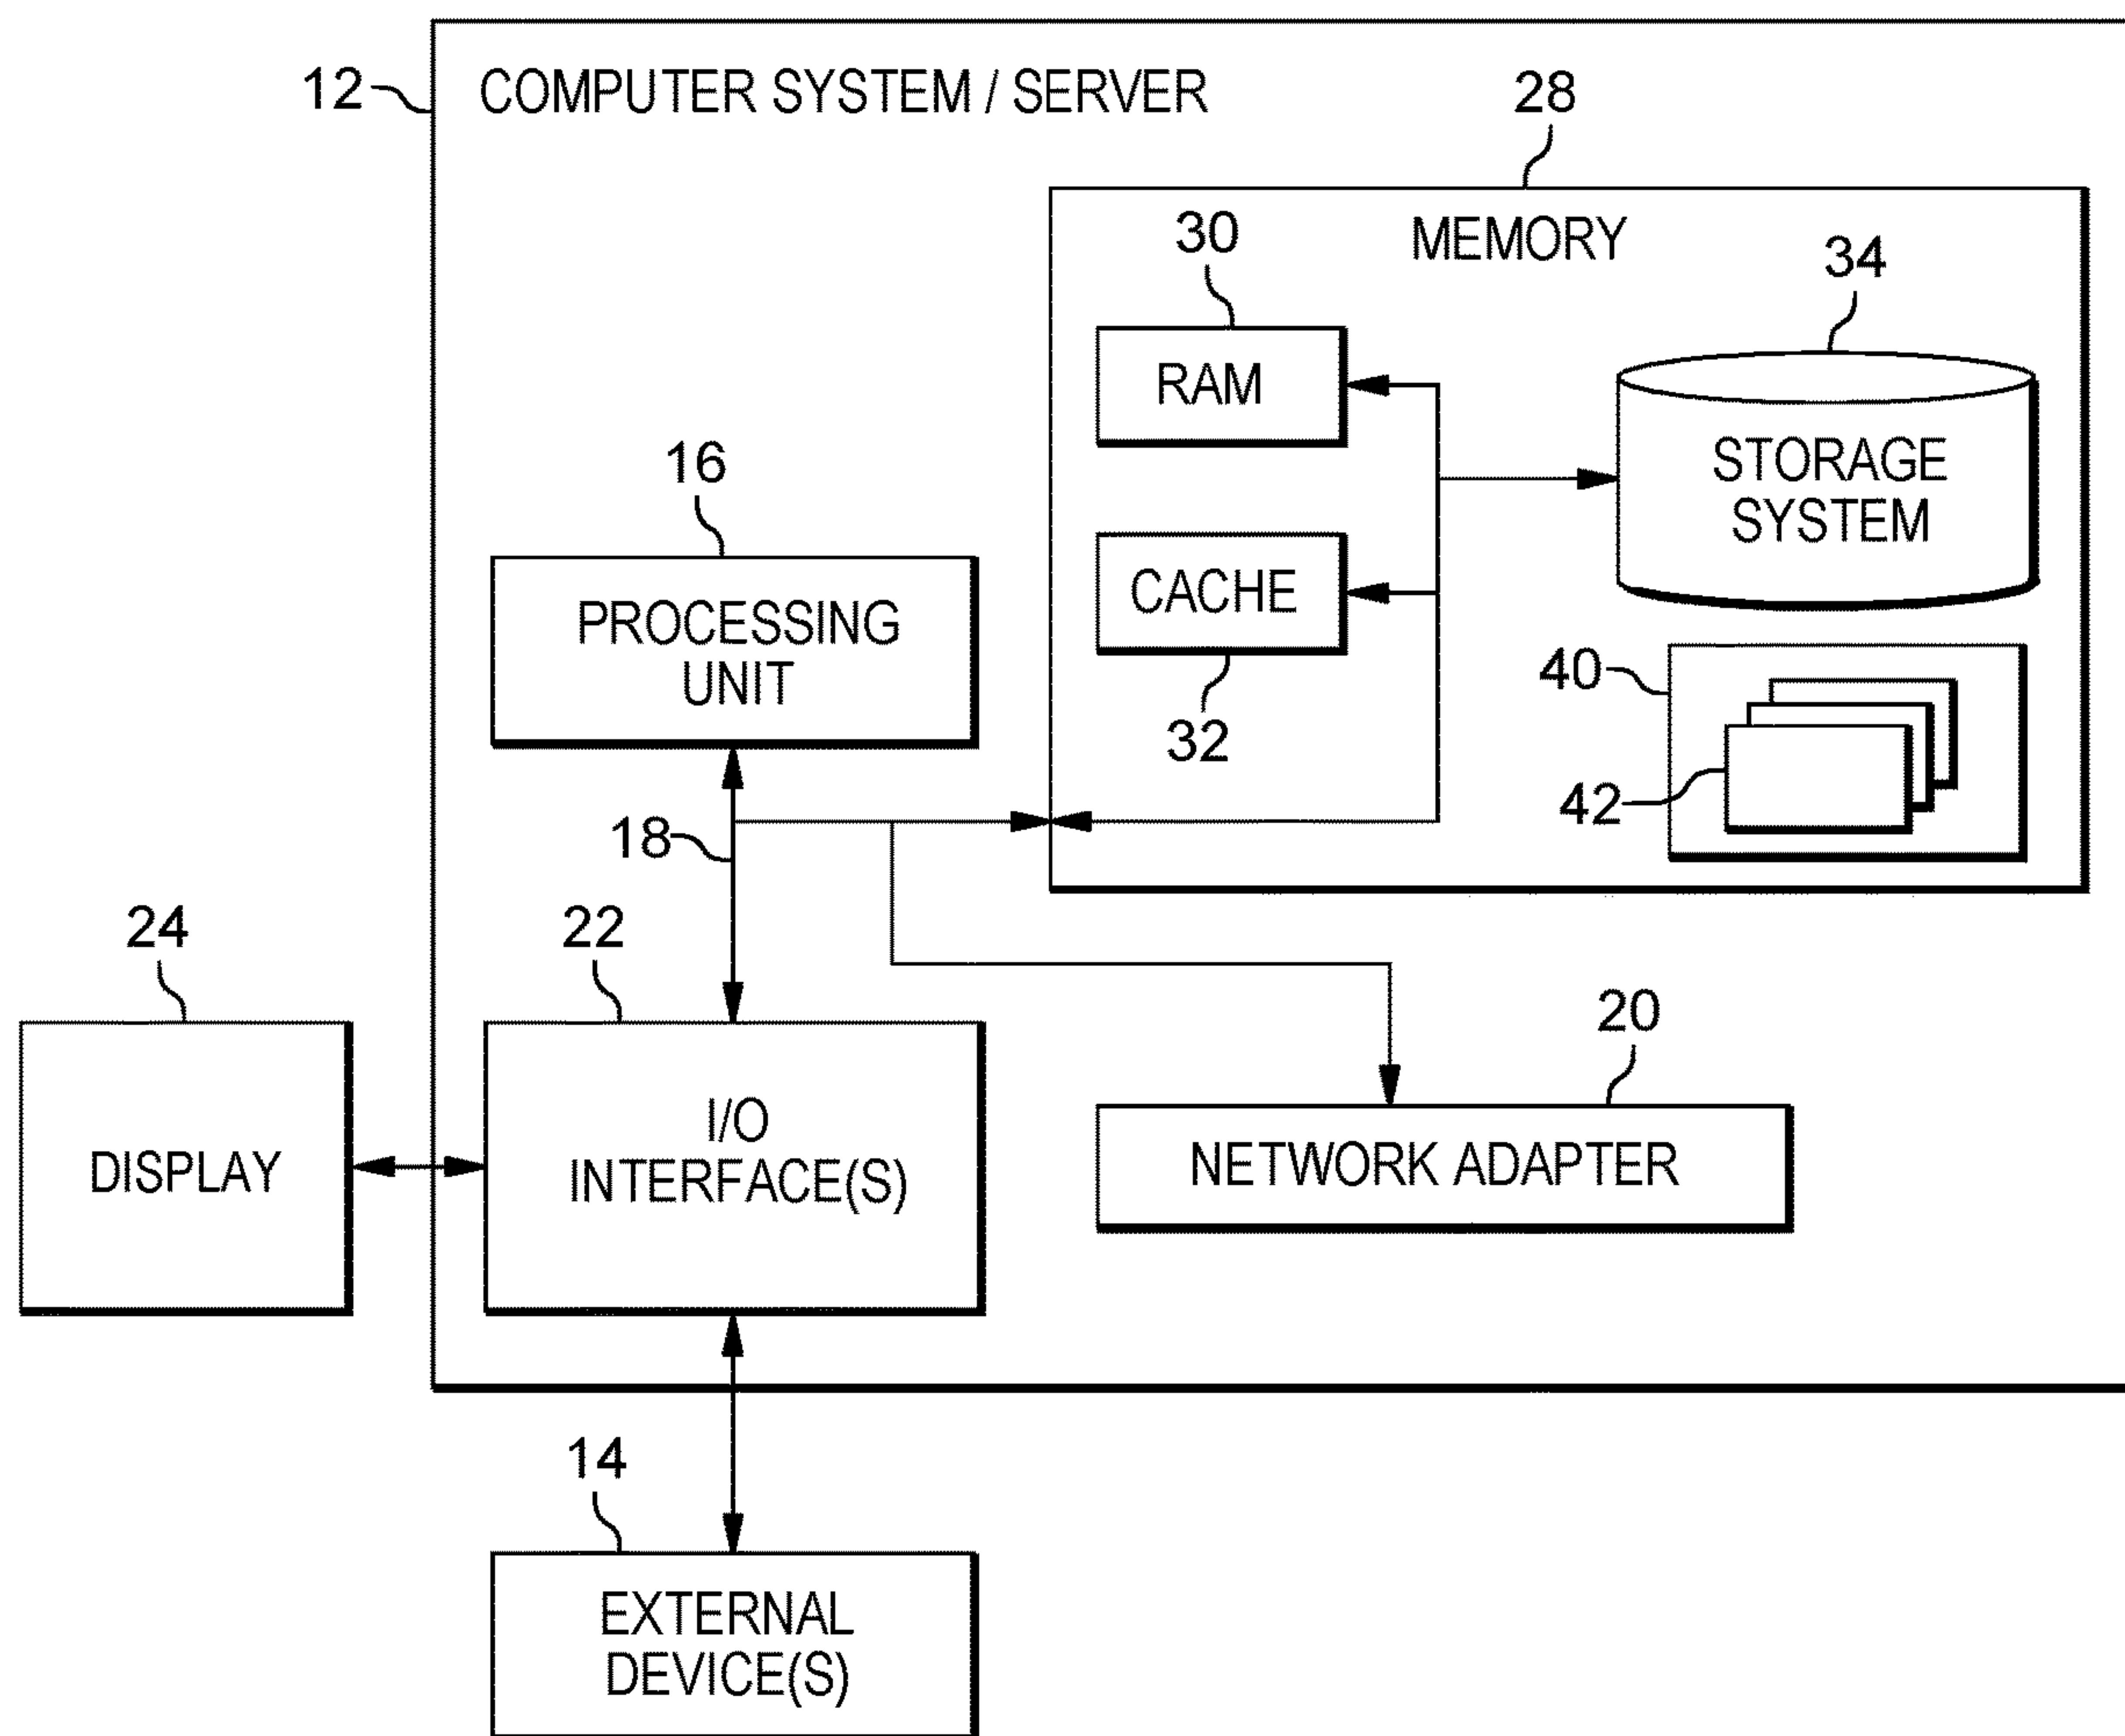 12
COMPUTER SYSTEM / SERVER
28
MEMORY
30
34
RAM
STORAGE
SYSTEM
16
CACHE
PROCESSING
UNIT
32
40
42
18
24
22
20
I/O
INTERFACE(S)
DISPLAY
NETWORK ADAPTER
14
EXTERNAL
DEVICE(S)